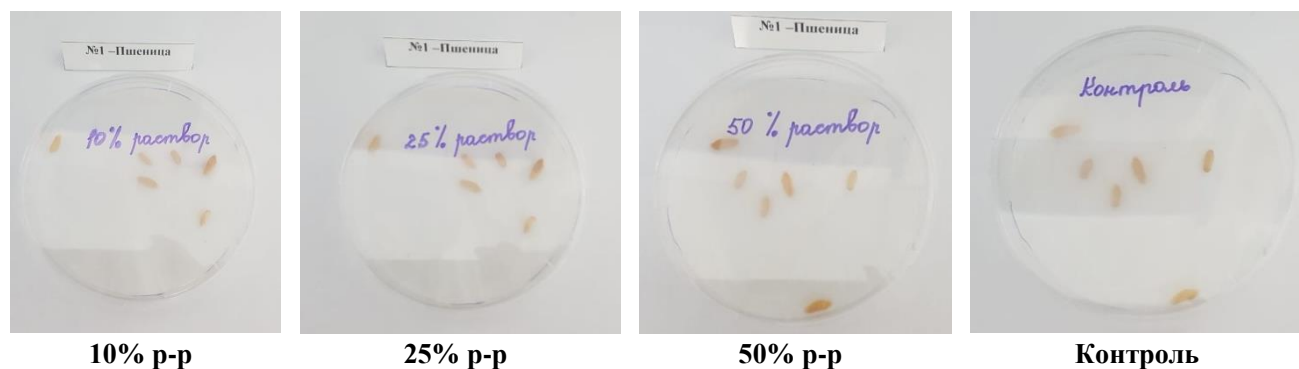 №1 –Пшеница
10% раствор
№1 –Пшеница
25% раствор
№1 –Пшеница
50 % раствор
Контроль
10% р-р
25% р-р
50% р-р
Контроль